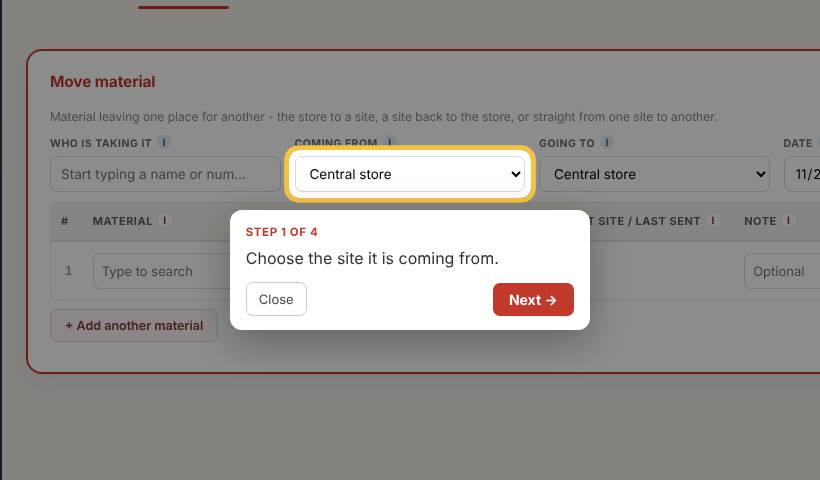 Move material
Material leaving one place for another - the store to a site, a site back to the store, or straight from one site to another.
WHO IS TAKING IT I
COMING FROM I
GOING TO I
DATE
Start typing a name or num...
Central store
Central store
11/2
# MATERIAL I
T SITE / LAST SENT I
NOTE I
STEP 1 OF 4
Choose the site it is coming from.
1
Type to search
Optional
Close
Next →
+ Add another material